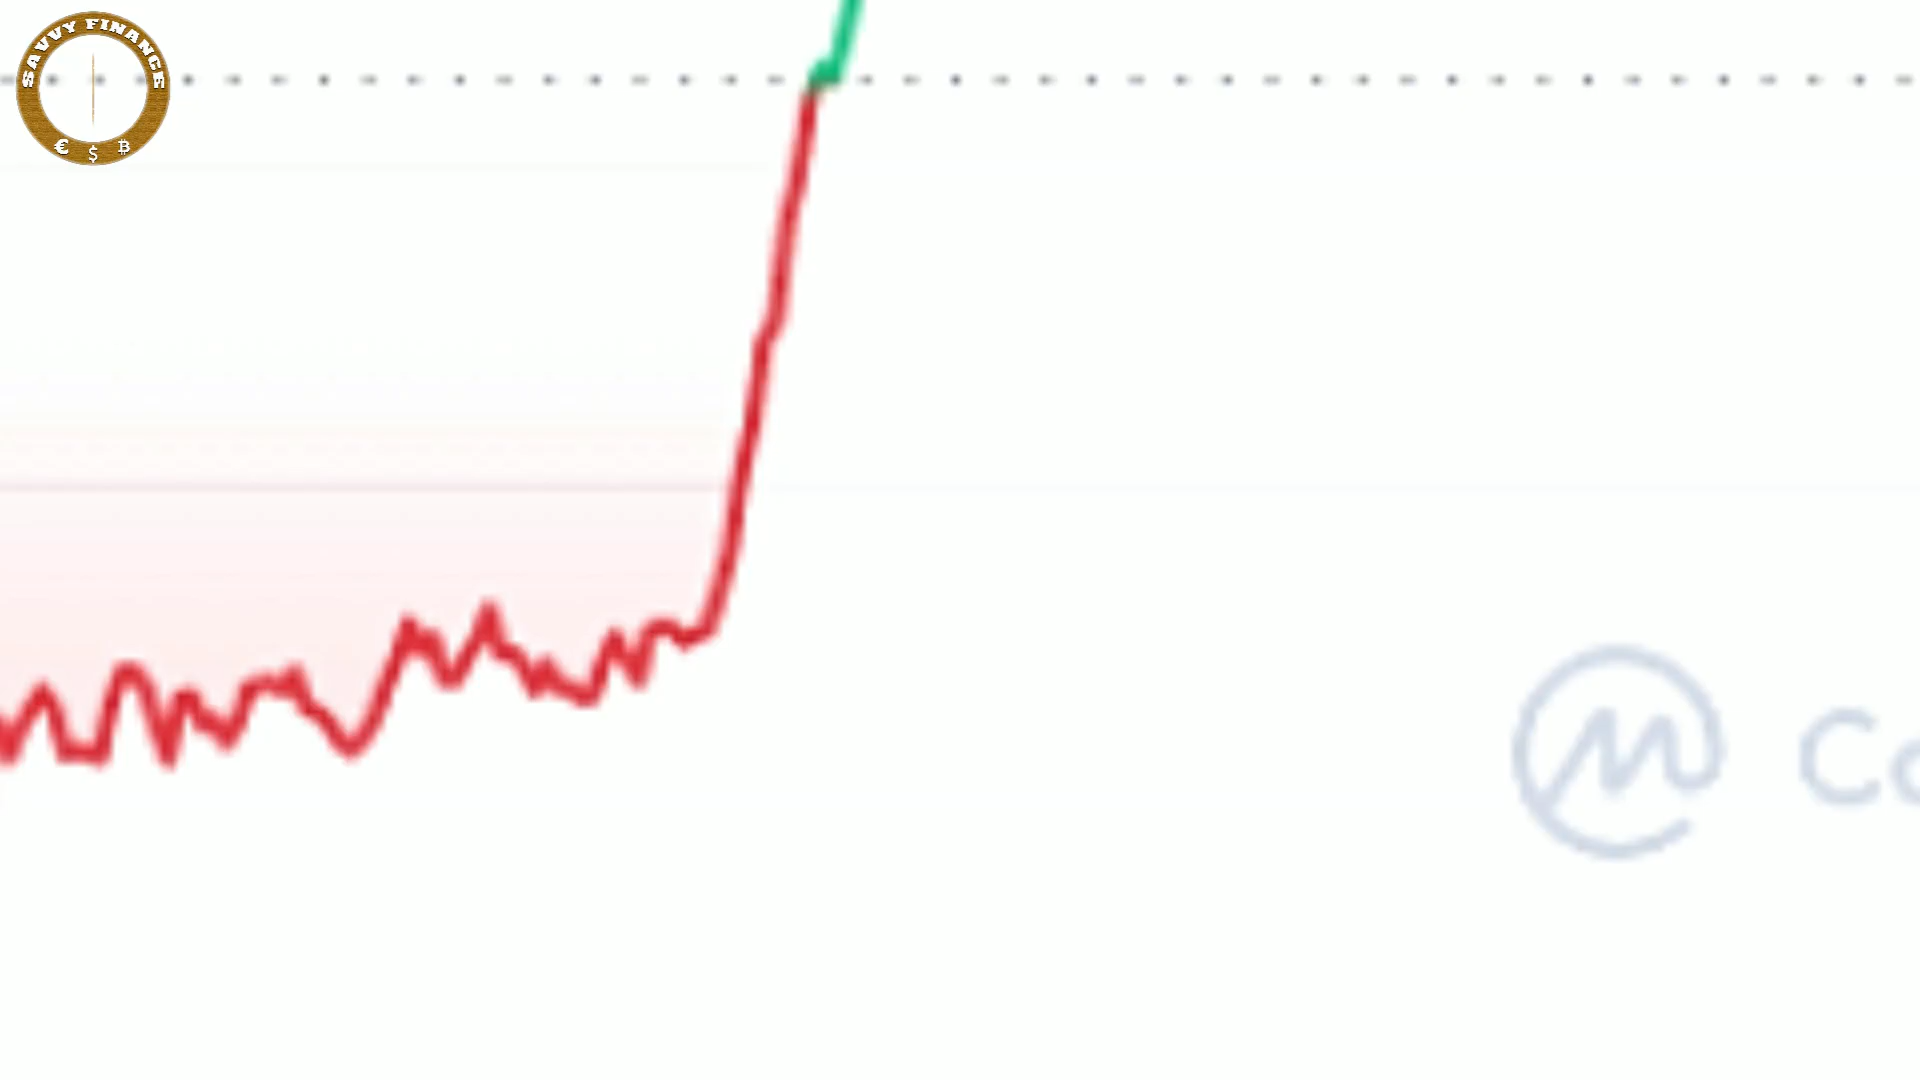 SAVVY FINANCE
€ $ ₿
Co